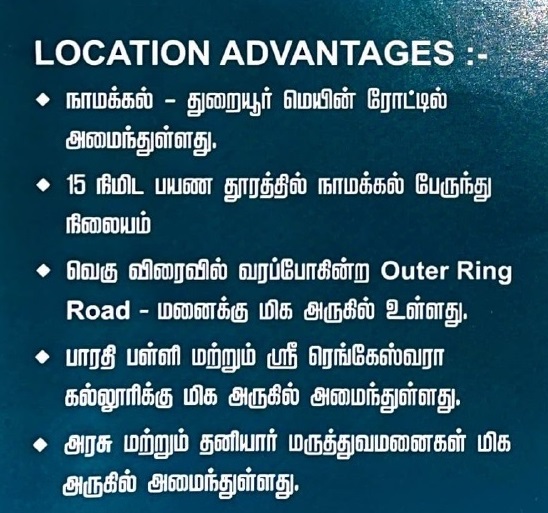 LOCATION ADVANTAGES :-
◆ நாமக்கல் – துறையூர் மெயின் ரோட்டில்
அமைந்துள்ளது.
◆ 15 நிமிட பயண தூரத்தில் நாமக்கல் பேருந்து
நிலையம்
◆ வெகு விரைவில் வரப்போகின்ற Outer Ring
Road - மனைக்கு மிக அருகில் உள்ளது.
◆ பாரதி பள்ளி மற்றும் ஸ்ரீ ரெங்கேஸ்வரா
கல்லூரிக்கு மிக அருகில் அமைந்துள்ளது.
◆ அரசு மற்றும் தனியார் மருத்துவமனைகள் மிக
அருகில் அமைந்துள்ளது.